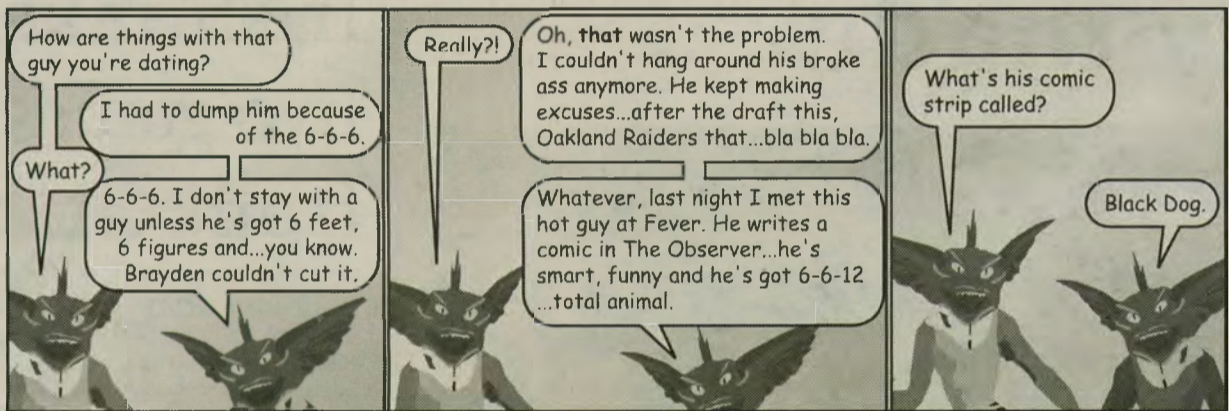 How are things with that
guy you're dating?
I had to dump him because
of the 6-6-6.
What?
6-6-6. I don't stay with a
guy unless he's got 6 feet,
6 figures and...you know.
Brayden couldn't cut it.
Really?!
Oh, that wasn't the problem.
I couldn't hang around his broke
ass anymore. He kept making
excuses...after the draft this,
Oakland Raiders that...bla bla bla.
Whatever, last night I met this
hot guy at Fever. He writes a
comic in The Observer...he's
smart, funny and he's got 6-6-12
...total animal.
What's his comic
strip called?
Black Dog.